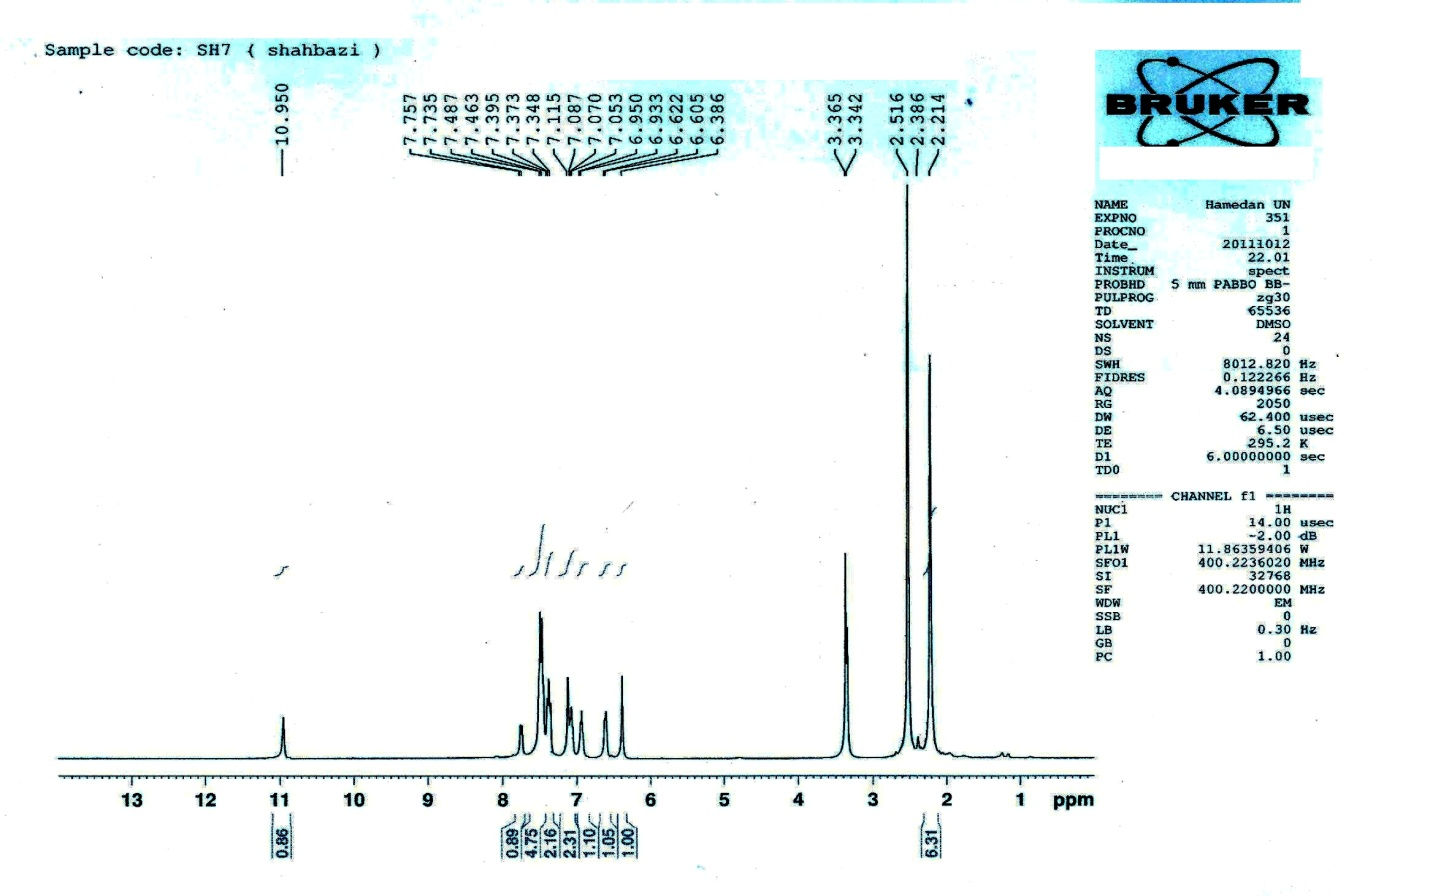 Sample code: SH7 ( shahbazi )
10.950
7.757
7.735
7.487
7.463
7.395
7.373
7.348
7.115
7.087
7.070
7.053
6.950
6.933
6.622
6.605
6.386
3.365
3.342
2.516
2.386
2.214
BRUKER
NAME Hamedan UN
EXPNO 351
PROCNO 1
Date_ 20111012
Time 22.01
INSTRUM spect
PROBHD 5 mm PABBO BB-
PULPROG zg30
TD 65536
SOLVENT DMSO
NS 24
DS 0
SWH 8012.820 Hz
FIDRES 0.122266 Hz
AQ 4.0894966 sec
RG 2050
DW 62.400 usec
DE 6.50 usec
TE 295.2 K
D1 6.00000000 sec
TD0 1
======== CHANNEL f1 ========
NUC1 1H
P1 14.00 usec
PL1 -2.00 dB
PL1W 11.86359406 W
SFO1 400.2236020 MHz
SI 32768
SF 400.2200000 MHz
WDW EM
SSB 0
LB 0.30 Hz
GB 0
PC 1.00
13 12 11 10 9 8 7 6 5 4 3 2 1 ppm
0.86
0.89
4.75
2.16
2.31
1.10
1.05
1.00
6.31